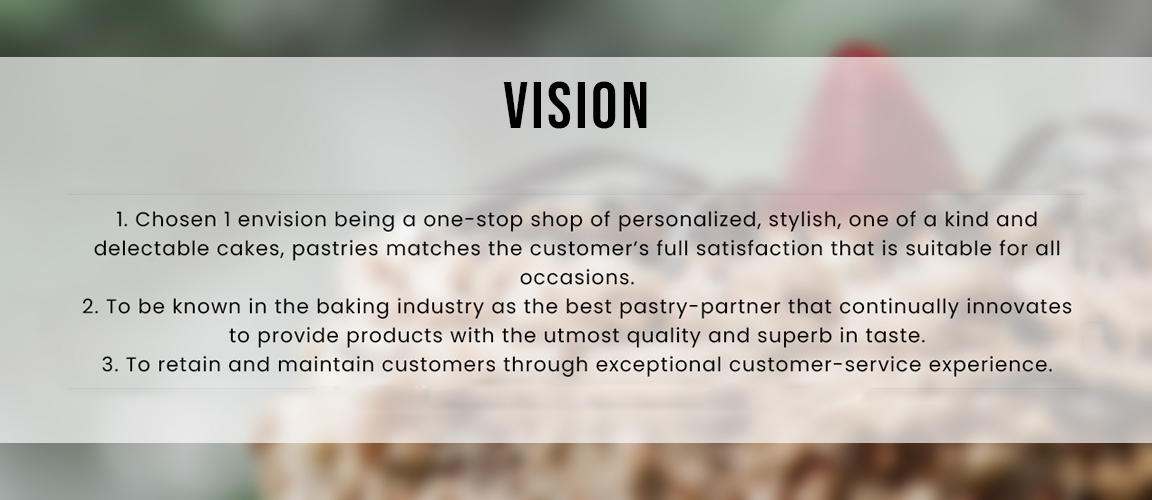 VISION
1. Chosen 1 envision being a one-stop shop of personalized, stylish, one of a kind and
delectable cakes, pastries matches the customer’s full satisfaction that is suitable for all
occasions.
2. To be known in the baking industry as the best pastry-partner that continually innovates
to provide products with the utmost quality and superb in taste.
3. To retain and maintain customers through exceptional customer-service experience.